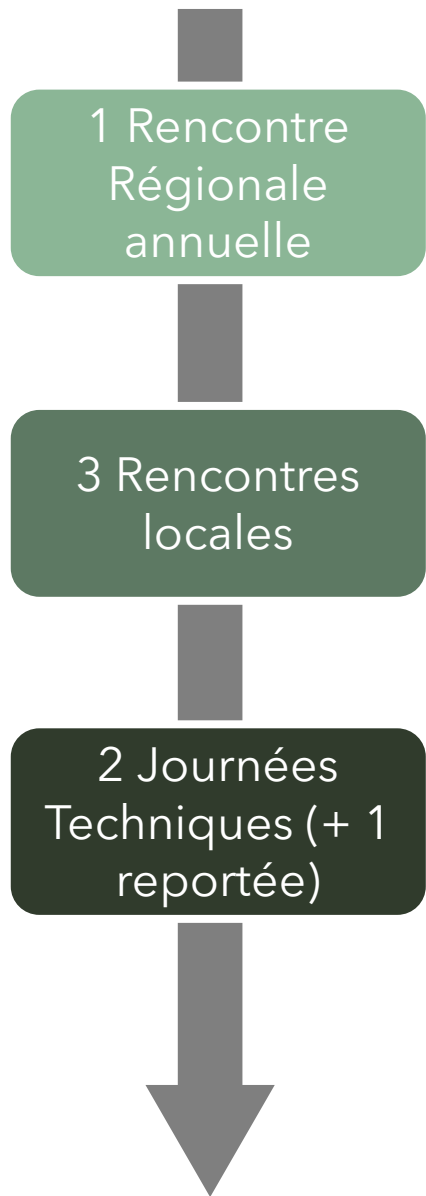 1 Rencontre
Régionale
annuelle
3 Rencontres
locales
2 Journées
Techniques (+ 1
reportée)